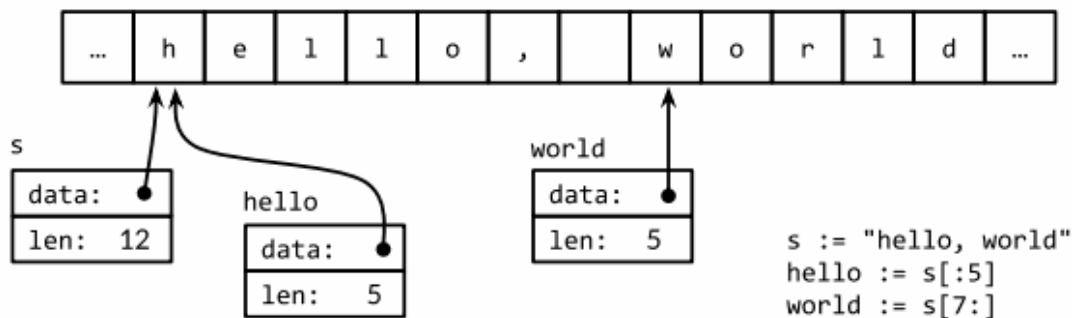 … h e l l o , w o r l d …
s
data:
len: 12
hello
data:
len: 5
world
data:
len: 5
s := "hello, world"
hello := s[:5]
world := s[7:]